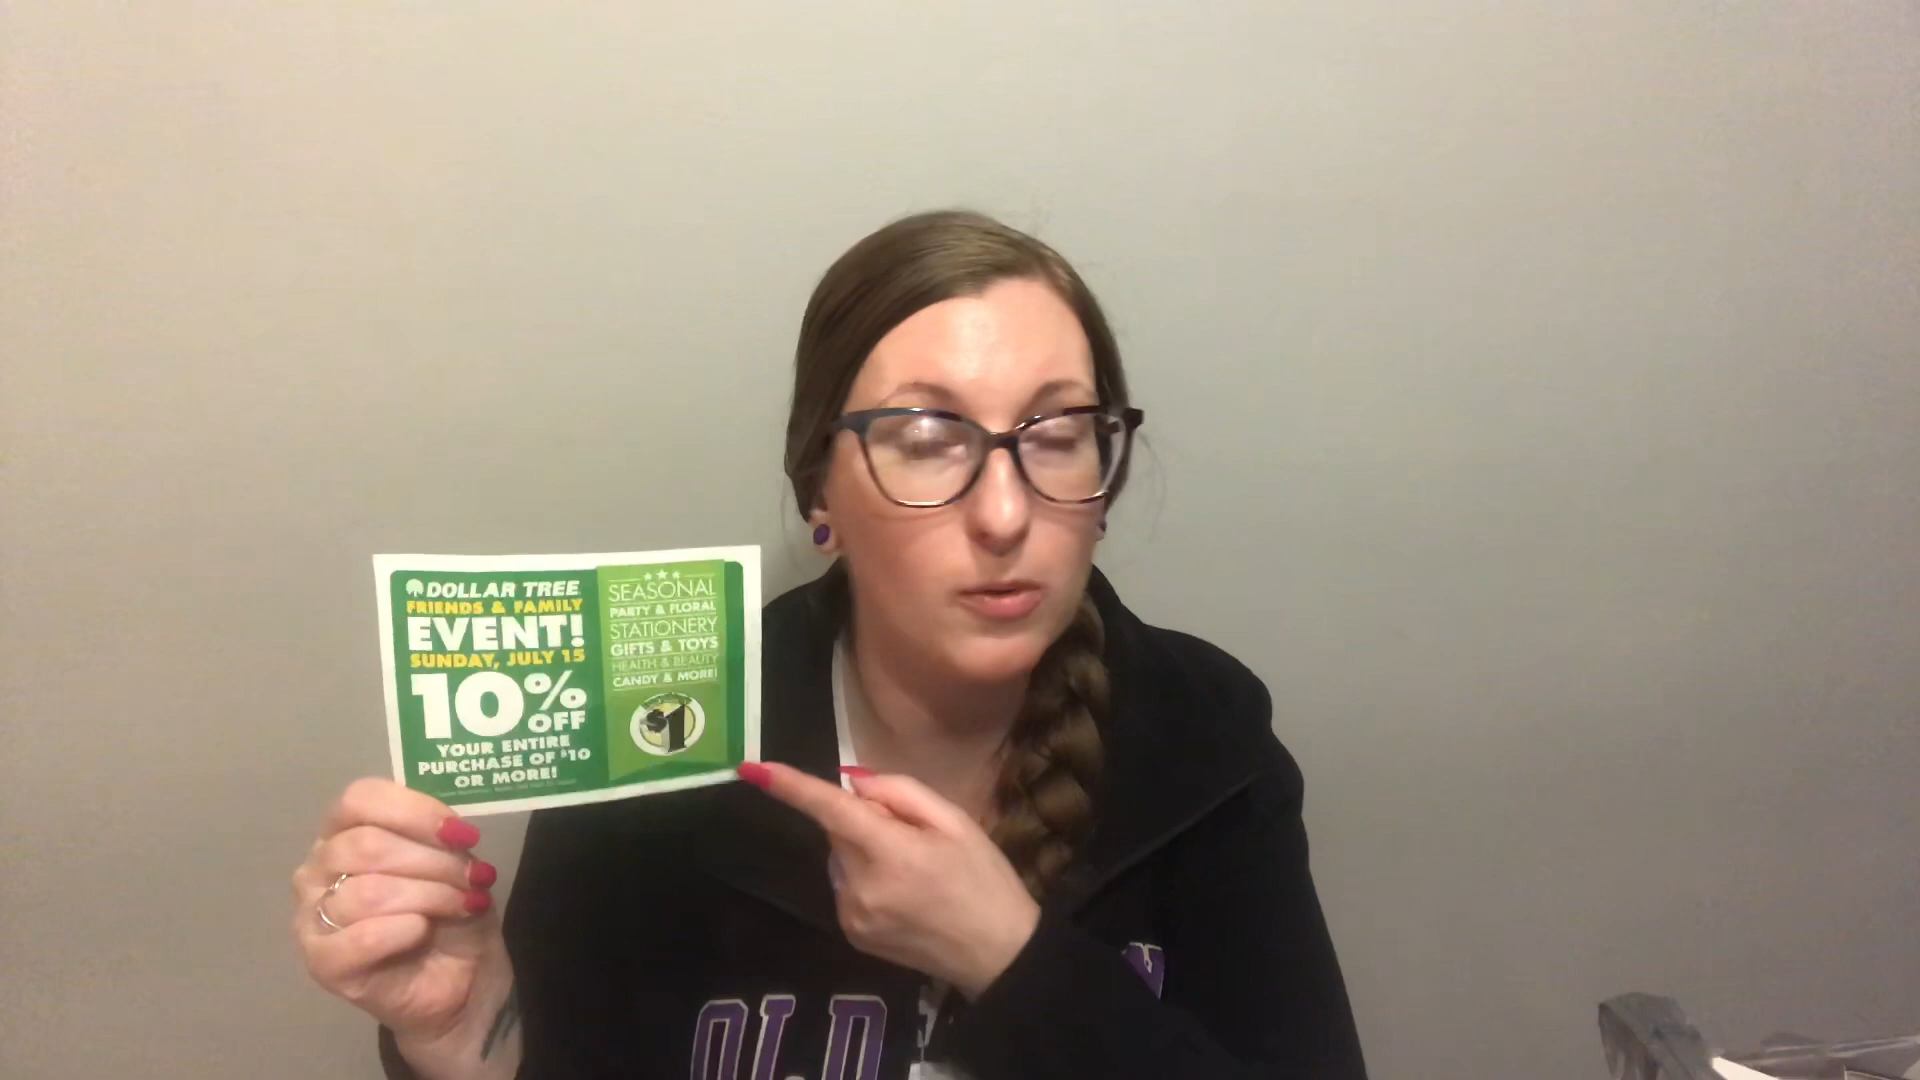 DOLLAR TREE
FRIENDS & FAMILY
EVENT!
SUNDAY, JULY 15
10% OFF
YOUR ENTIRE
PURCHASE OF $10
OR MORE!
SEASONAL
PARTY & FLORAL
STATIONERY
GIFTS & TOYS
HEALTH & BEAUTY
CANDY & MORE!
$1
OLD